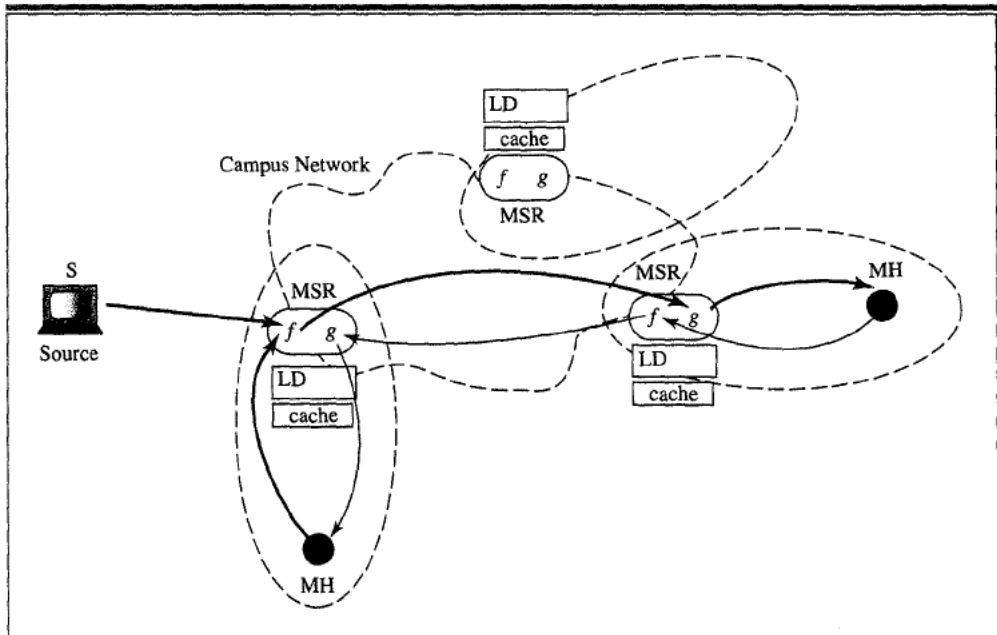 LD
cache
Campus Network
f g
MSR
S
MSR
MSR
MH
f g
f g
Source
LD
LD
cache
cache
MH